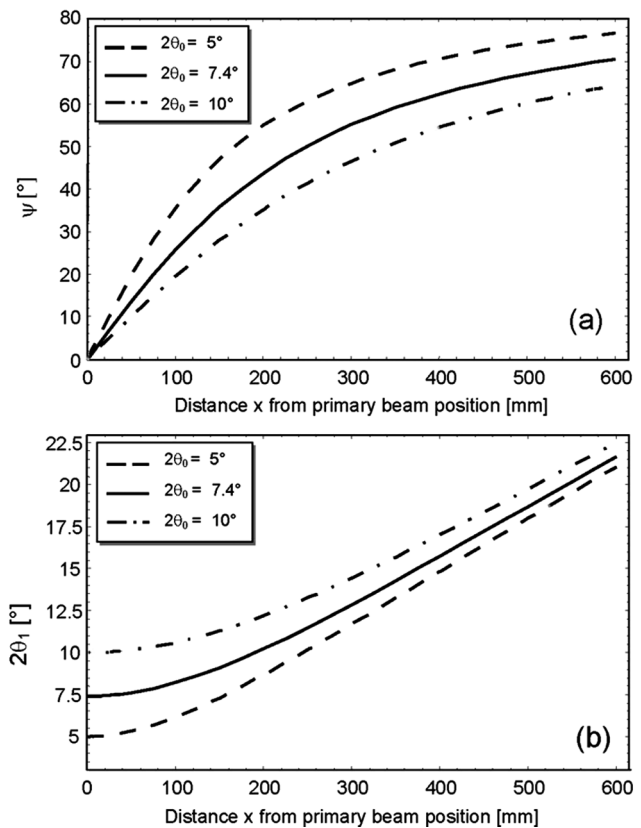 80
70
60
50
40
30
20
10
0
ψ [°]
2θ₀ = 5°
2θ₀ = 7.4°
2θ₀ = 10°
(a)
0 100 200 300 400 500 600
Distance x from primary beam position [mm]
22.5
20
17.5
15
12.5
10
7.5
5
2θ₁ [°]
2θ₀ = 5°
2θ₀ = 7.4°
2θ₀ = 10°
(b)
0 100 200 300 400 500 600
Distance x from primary beam position [mm]